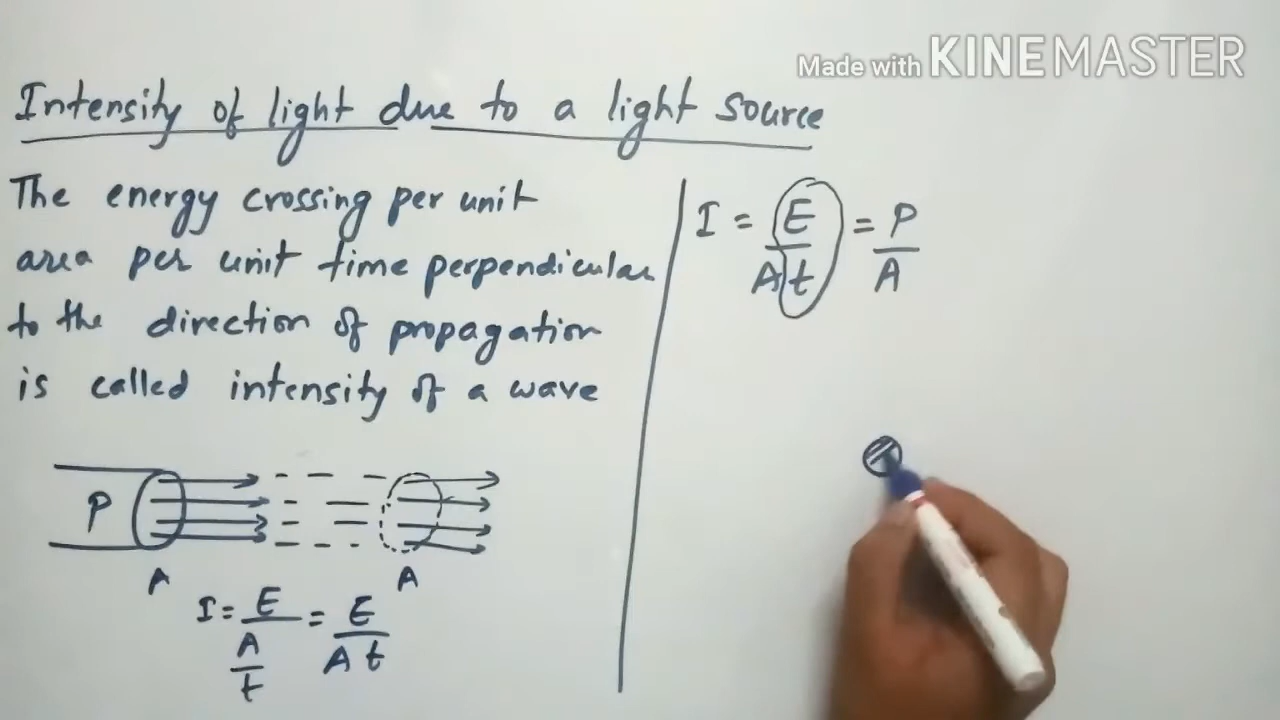 Made with KINEMASTER
Intensity of light due to a light source
The energy crossing per unit
area per unit time perpendicular
to the direction of propagation
is called intensity of a wave
I = E/At = P/A
P
A A
I = E/A/t = E/At